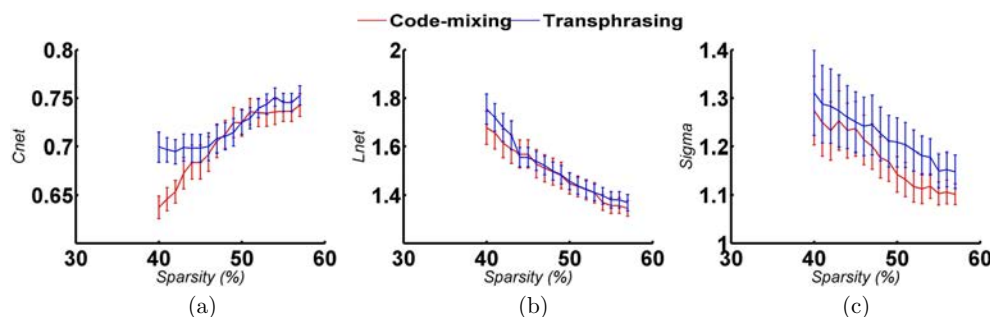 Code-mixing Transphrasing
0.8
0.75
0.7
0.65
Cnet
30 40 50 60
Sparsity (%)
(a)
2
1.8
1.6
1.4
Lnet
30 40 50 60
Sparsity (%)
(b)
1.4
1.3
1.2
1.1
1
Sigma
30 40 50 60
Sparsity (%)
(c)